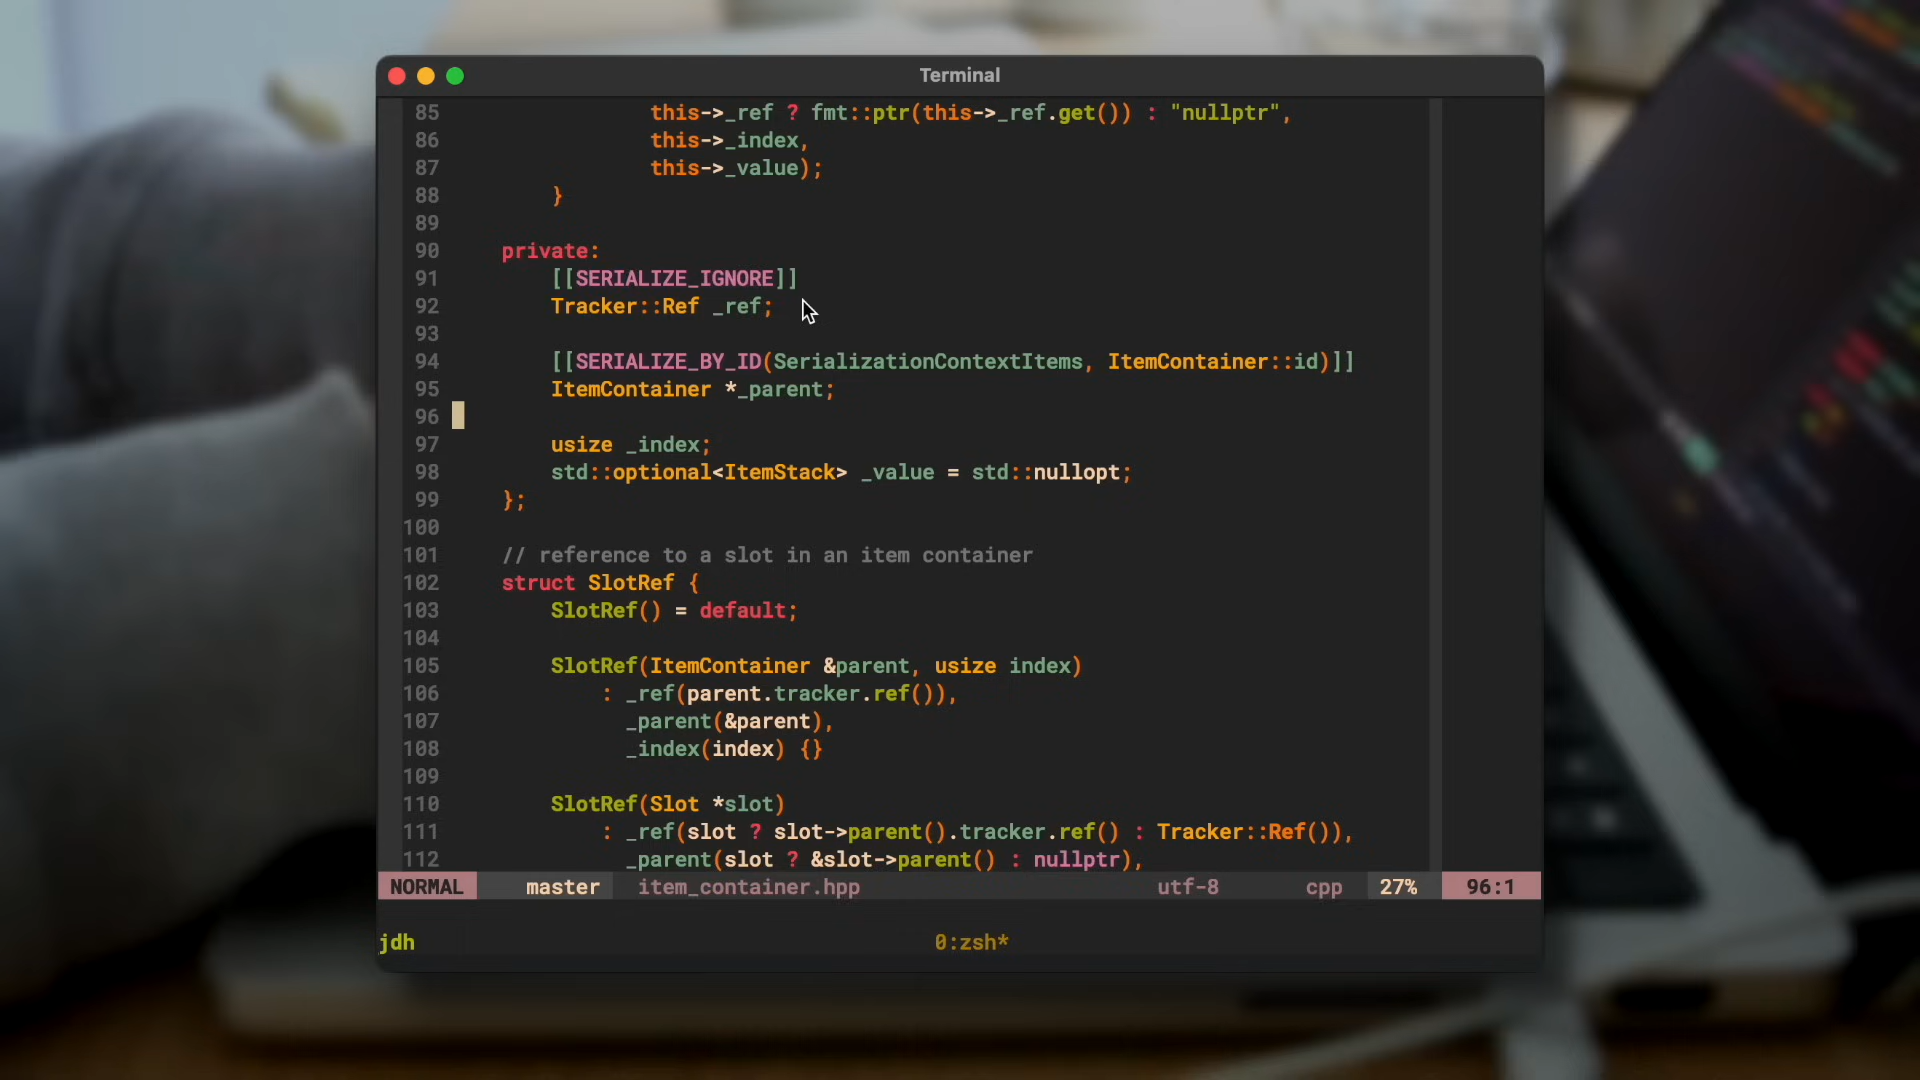 Terminal
85 this->_ref ? fmt::ptr(this->_ref.get()) : "nullptr",
86 this->_index,
87 this->_value);
88 }
89
90 private:
91 [[SERIALIZE_IGNORE]]
92 Tracker::Ref _ref;
93
94 [[SERIALIZE_BY_ID(SerializationContextItems, ItemContainer::id)]]
95 ItemContainer *_parent;
96
97 usize _index;
98 std::optional<ItemStack> _value = std::nullopt;
99 };
100
101 // reference to a slot in an item container
102 struct SlotRef {
103 SlotRef() = default;
104
105 SlotRef(ItemContainer &parent, usize index)
106 : _ref(parent.tracker.ref()),
107 _parent(&parent),
108 _index(index) {}
109
110 SlotRef(Slot *slot)
111 : _ref(slot ? slot->parent().tracker.ref() : Tracker::Ref()),
112 _parent(slot ? &slot->parent() : nullptr),
NORMAL master item_container.hpp utf-8 cpp 27% 96:1
jdh 0:zsh*